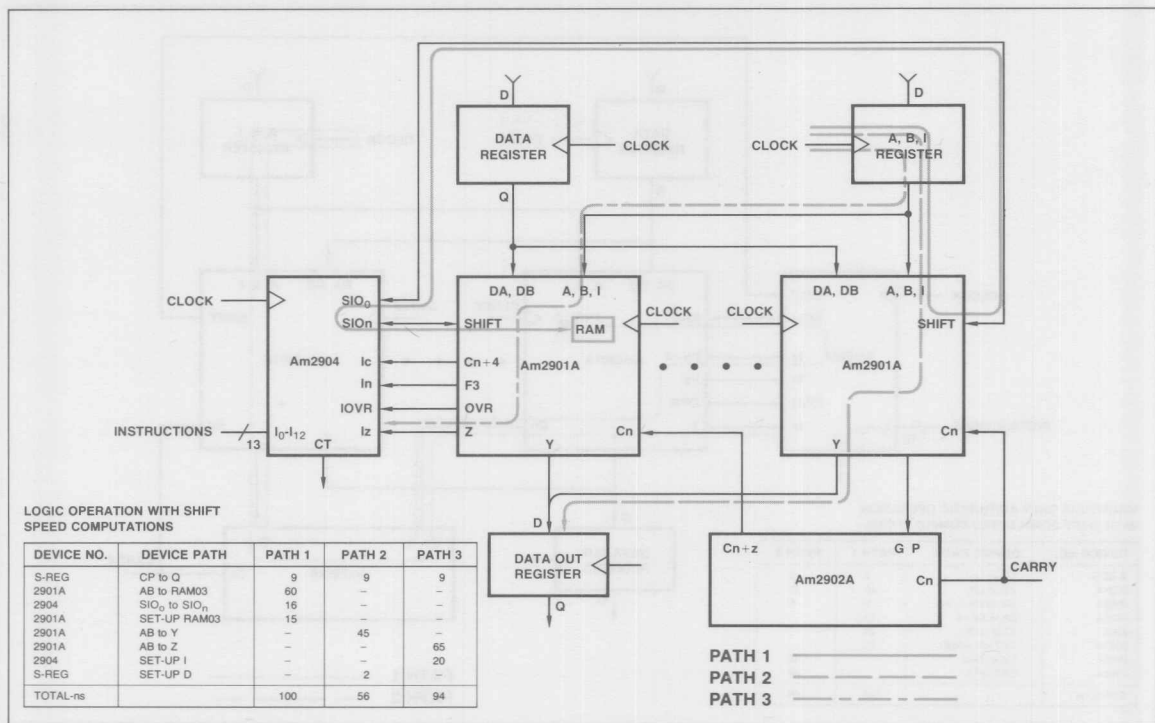 D
D
DATA
REGISTER
CLOCK
CLOCK
A, B, I
REGISTER
Q
DA, DB
A, B, I
DA, DB
A, B, I
CLOCK
SIO₀
SIOn
SHIFT
RAM
CLOCK
CLOCK
SHIFT
Am2904
Am2901A
Am2901A
Ic
Cn+4
In
F3
IOVR
OVR
INSTRUCTIONS
13
I₀-I₁₂
Iz
Z
Cn
Cn
CT
Y
Y
LOGIC OPERATION WITH SHIFT
SPEED COMPUTATIONS
D
DATA OUT
REGISTER
Q
Cn+z
G P
Cn
CARRY
Am2902A
DEVICE NO. DEVICE PATH PATH 1 PATH 2 PATH 3
S-REG CP to Q 9 9 9
2901A AB to RAM03 60 – –
2904 SIO₀ to SIOₙ 16 – –
2901A SET-UP RAM03 15 – –
2901A AB to Y – 45 –
2901A AB to Z – – 65
2904 SET-UP I – – 20
S-REG SET-UP D – 2 –
TOTAL-ns 100 56 94
PATH 1
PATH 2
PATH 3